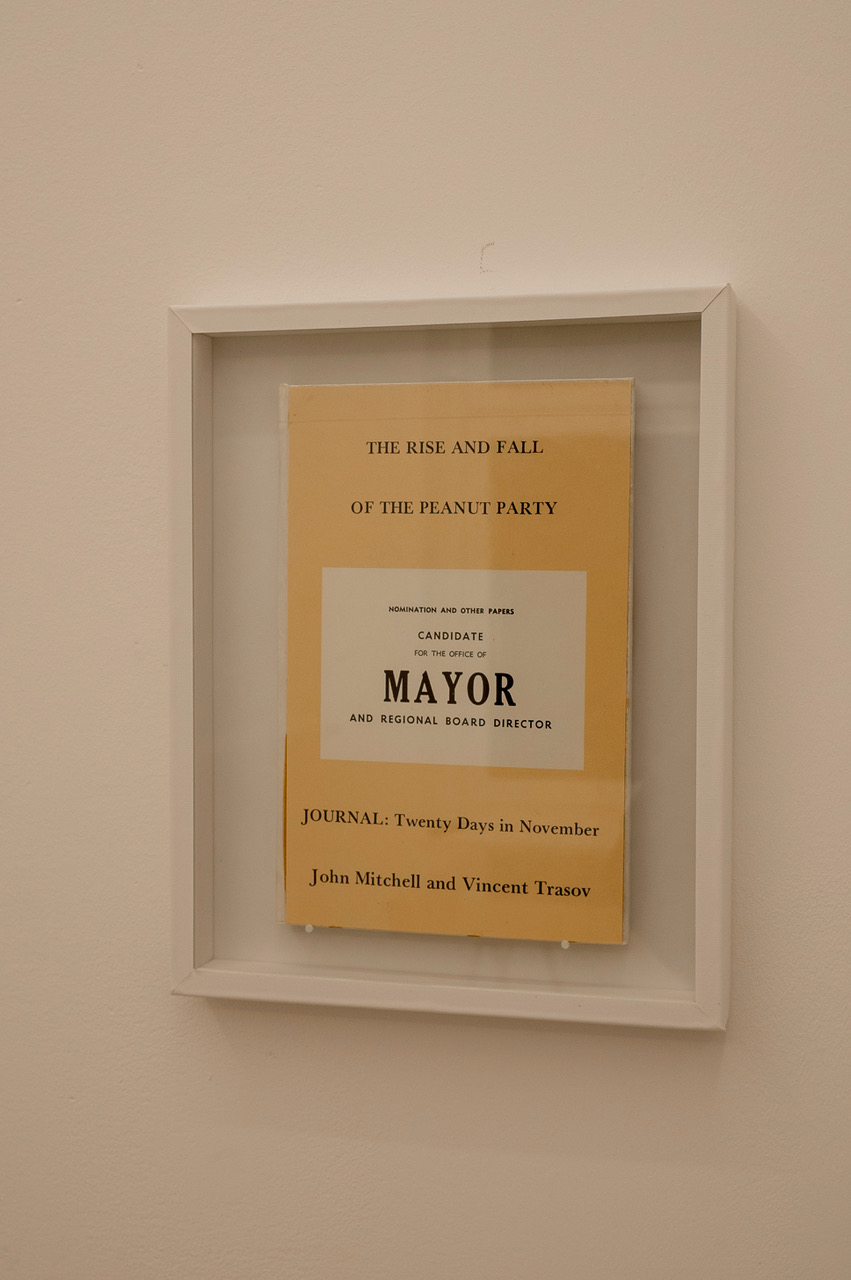 THE RISE AND FALL
OF THE PEANUT PARTY
NOMINATION AND OTHER PAPERS
CANDIDATE
FOR THE OFFICE OF
MAYOR
AND REGIONAL BOARD DIRECTOR
JOURNAL: Twenty Days in November
John Mitchell and Vincent Trasov